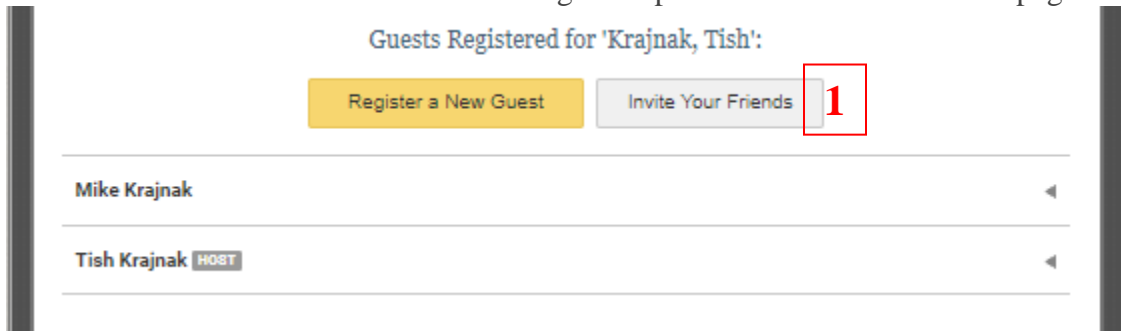 Guests Registered for 'Krajnak, Tish':
Register a New Guest Invite Your Friends 1
Mike Krajnak
Tish Krajnak HOST